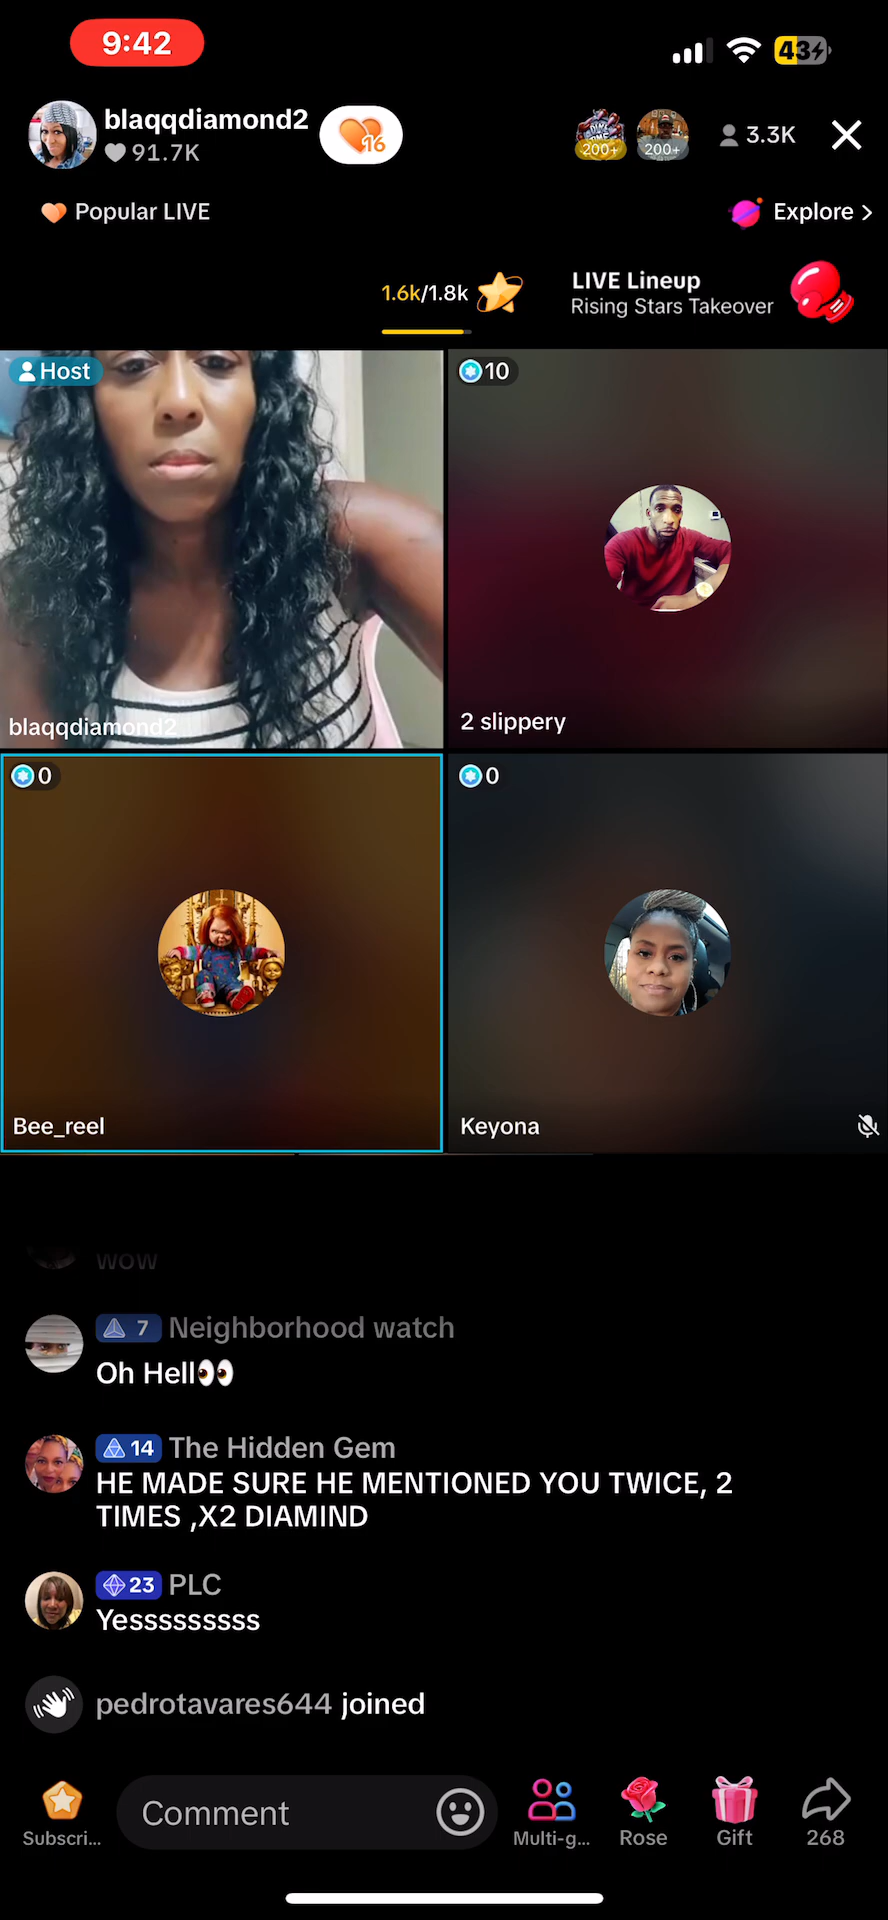 9:42
43
blaqqdiamond2
91.7K
16
200+
200+
3.3K
Popular LIVE
Explore >
1.6k/1.8k
LIVE Lineup
Rising Stars Takeover
Host
10
blaqqdiamond2
2 slippery
0
0
Bee_reel
Keyona
wow
7 Neighborhood watch
Oh Hell👀
14 The Hidden Gem
HE MADE SURE HE MENTIONED YOU TWICE, 2
TIMES ,X2 DIAMIND
23 PLC
Yesssssssss
pedrotavares644 joined
Comment
Subscri...
Multi-g...
Rose
Gift
268